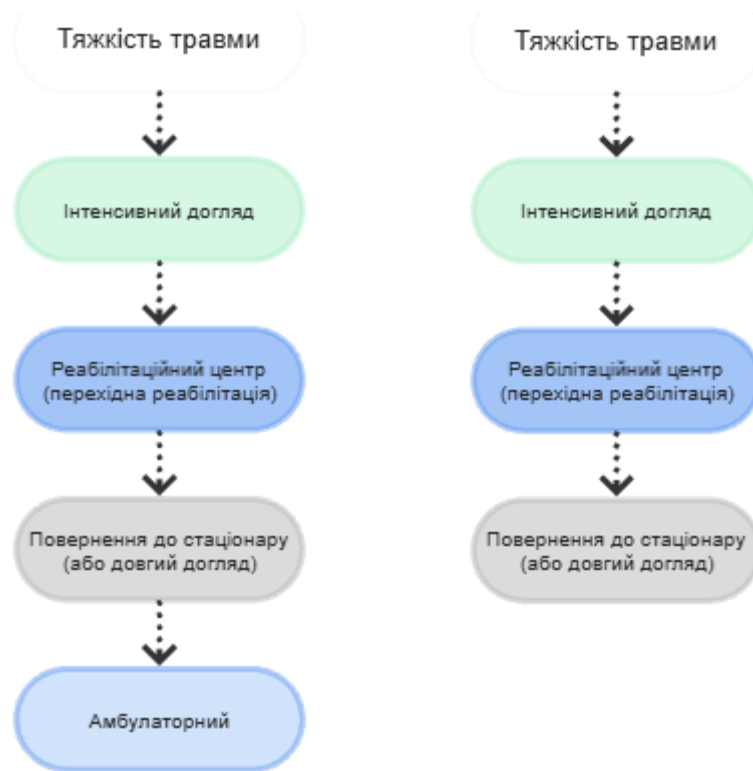 Тяжкість травми
Інтенсивний догляд
Реабілітаційний центр
(перехідна реабілітація)
Повернення до стаціонару
(або довгий догляд)
Амбулаторний
Тяжкість травми
Інтенсивний догляд
Реабілітаційний центр
(перехідна реабілітація)
Повернення до стаціонару
(або довгий догляд)